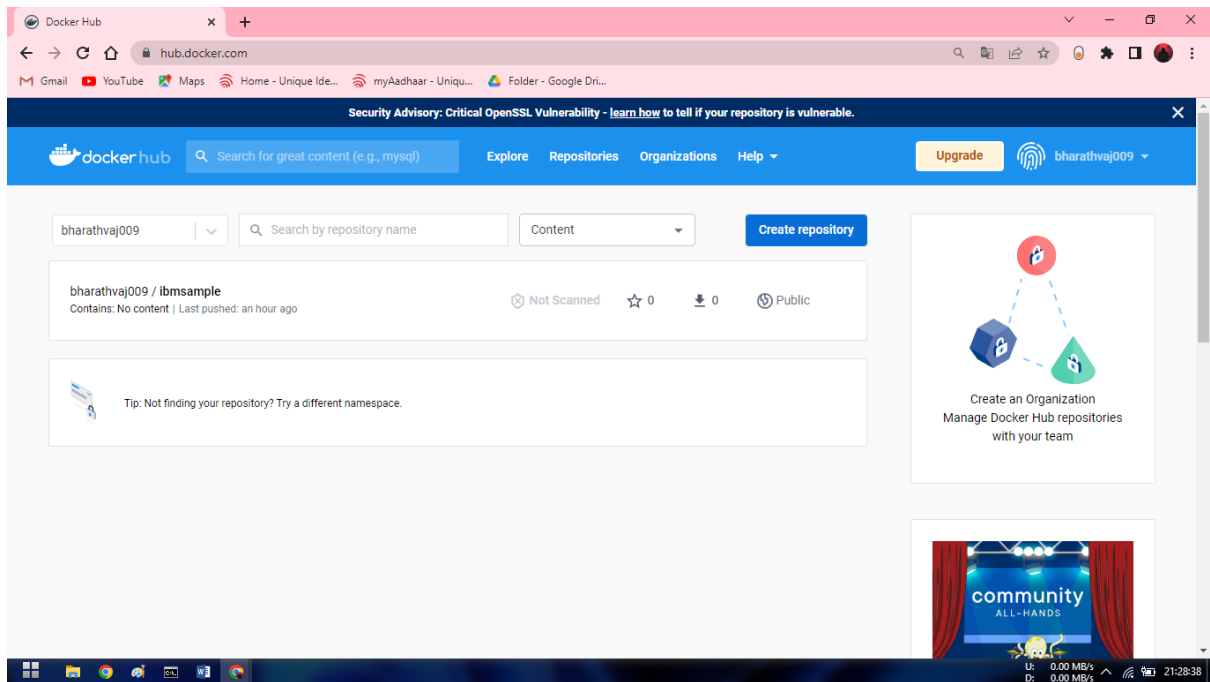 Docker Hub
hub.docker.com
Gmail YouTube Maps Home - Unique Ide... myAadhaar - Uniqu... Folder - Google Dri...
Security Advisory: Critical OpenSSL Vulnerability - learn how to tell if your repository is vulnerable.
dockerhub Search for great content (e.g., mysql) Explore Repositories Organizations Help Upgrade bharathvaj009
bharathvaj009 Search by repository name Content Create repository
bharathvaj009 / ibmsample
Contains: No content | Last pushed: an hour ago
Not Scanned 0 0 Public
Tip: Not finding your repository? Try a different namespace.
Create an Organization
Manage Docker Hub repositories
with your team
community
ALL-HANDS
U: 0.00 MB/s
D: 0.00 MB/s
21:28:38